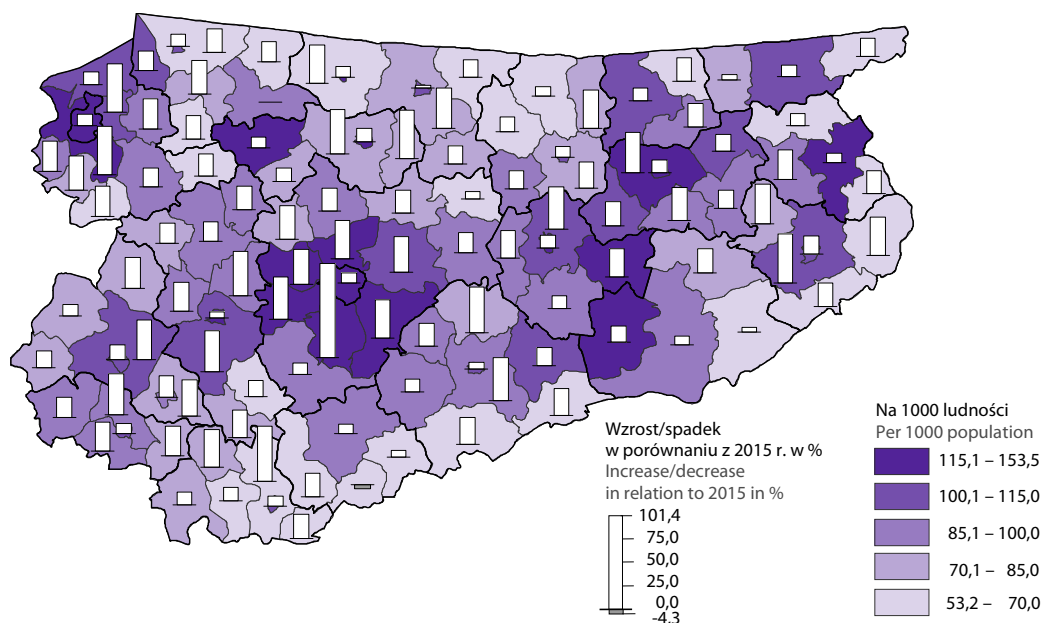 Wzrost/spadek
w porównaniu z 2015 r. w %
Increase/decrease
in relation to 2015 in %
101,4
75,0
50,0
25,0
0,0
-4,3
Na 1000 ludności
Per 1000 population
115,1 – 153,5
100,1 – 115,0
85,1 – 100,0
70,1 – 85,0
53,2 – 70,0